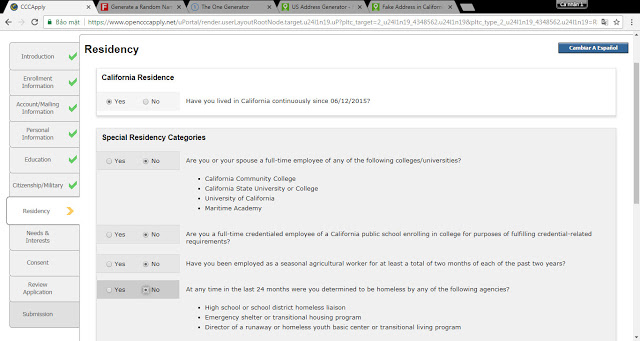 Cá nhân 1
CCCApply
Generate a Random Na
The One Generator
US Address Generator -
Fake Address in Californi
Bảo mật
https://www.openccapply.net/uPortal/render.userLayoutRootNode.target.u24l1n19.uP?pltc_target=2_u24l1n19_4348562.u24l1n19&pltc_type_2_u24l1n19_4348562.u24l1n19=R
Residency
Cambiar A Español
Introduction
Enrollment
Information
Account/Mailing
Information
Personal
Information
Education
Citizenship/Military
Residency
Needs &
Interests
Consent
Review
Application
Submission
California Residence
Yes No Have you lived in California continuously since 06/12/2015?
Special Residency Categories
Yes No Are you or your spouse a full-time employee of any of the following colleges/universities?
• California Community College
• California State University or College
• University of California
• Maritime Academy
Yes No Are you a full-time credentialed employee of a California public school enrolling in college for purposes of fulfilling credential-related
requirements?
Yes No Have you been employed as a seasonal agricultural worker for at least a total of two months of each of the past two years?
Yes No At any time in the last 24 months were you determined to be homeless by any of the following agencies?
• High school or school district homeless liaison
• Emergency shelter or transitional housing program
• Director of a runaway or homeless youth basic center or transitional living program